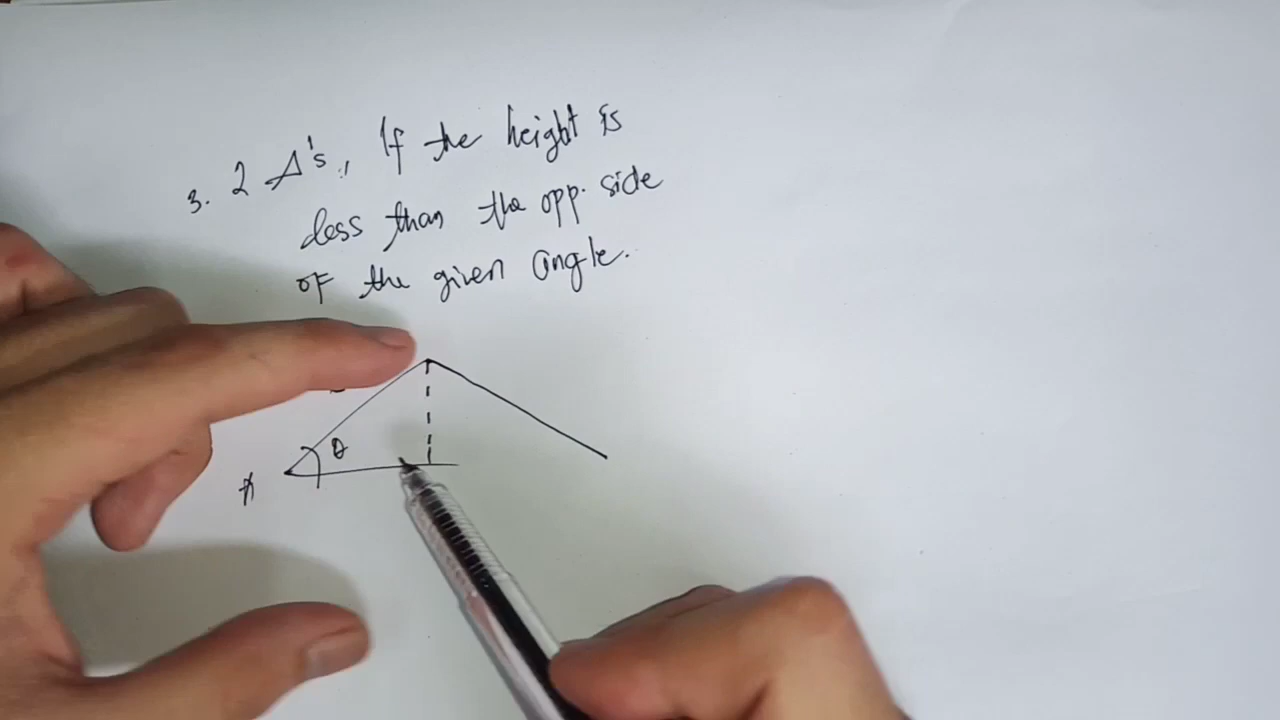 3. 2 Δ's, If the height is
less than the opp. side
of the given angle.
θ
A